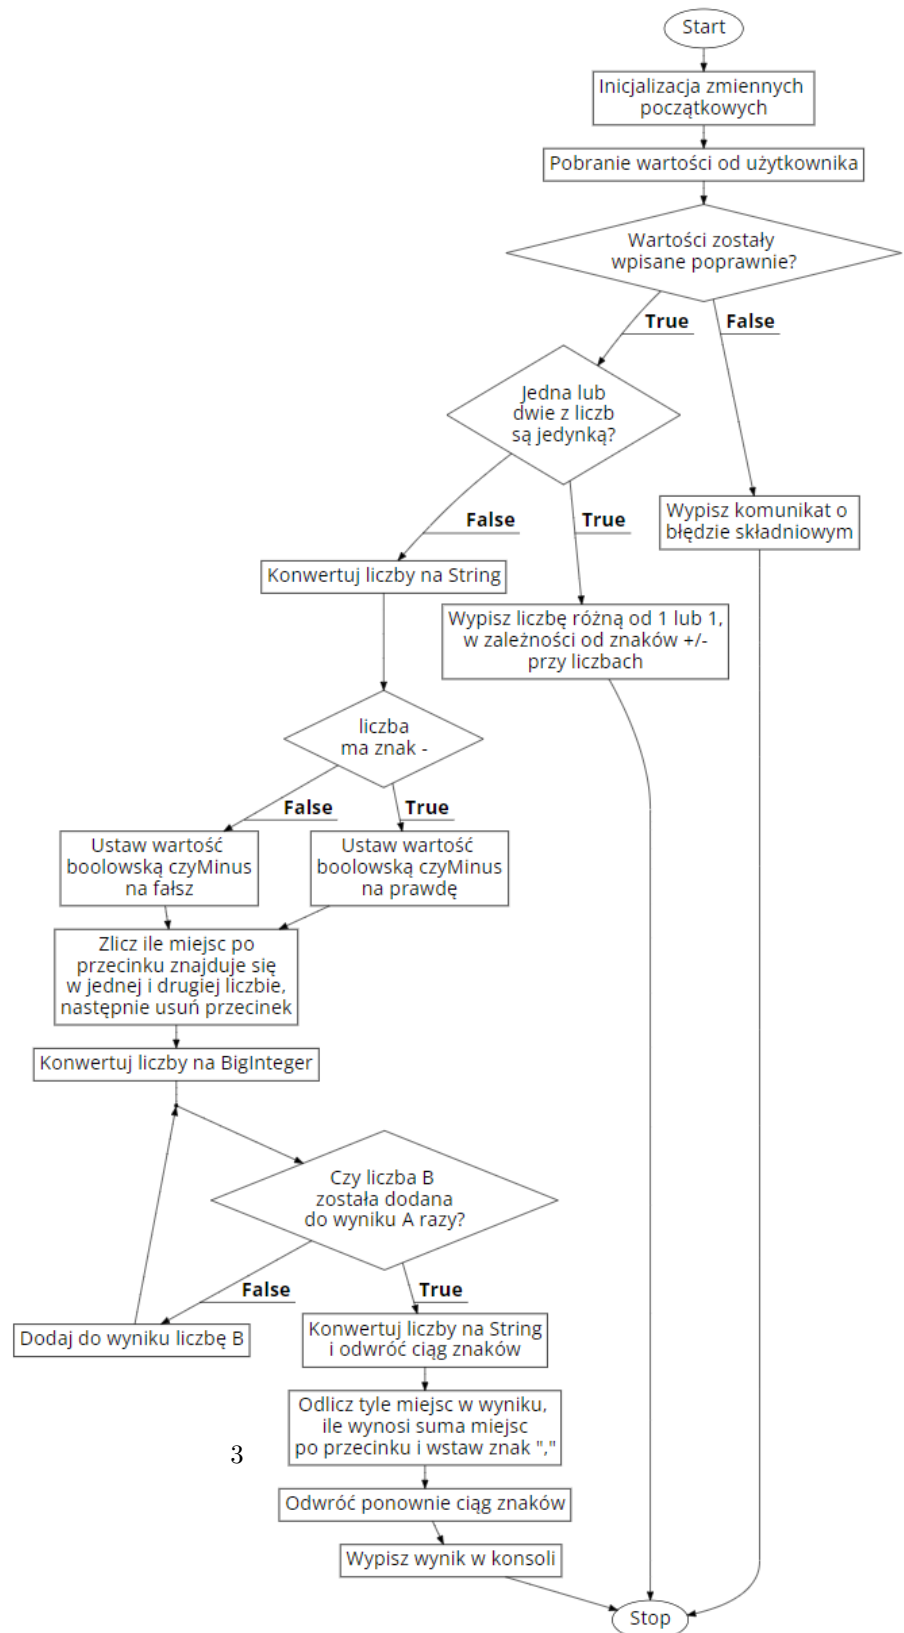 Start
Inicjalizacja zmiennych
początkowych
Pobranie wartości od użytkownika
Wartości zostały
wpisane poprawnie?
True
False
Jedna lub
dwie z liczb
są jedynką?
False
True
Wypisz komunikat o
błędzie składniowym
Konwertuj liczby na String
Wypisz liczbę różną od 1 lub 1,
w zależności od znaków +/-
przy liczbach
liczba
ma znak -
False
True
Ustaw wartość
boolowską czyMinus
na fałsz
Ustaw wartość
boolowską czyMinus
na prawdę
Zlicz ile miejsc po
przecinku znajduje się
w jednej i drugiej liczbie,
następnie usuń przecinek
Konwertuj liczby na BigInteger
Czy liczba B
została dodana
do wyniku A razy?
False
True
Dodaj do wyniku liczbę B
Konwertuj liczby na String
i odwróć ciąg znaków
Odlicz tyle miejsc w wyniku,
ile wynosi suma miejsc
po przecinku i wstaw znak ","
3
Odwróć ponownie ciąg znaków
Wypisz wynik w konsoli
Stop